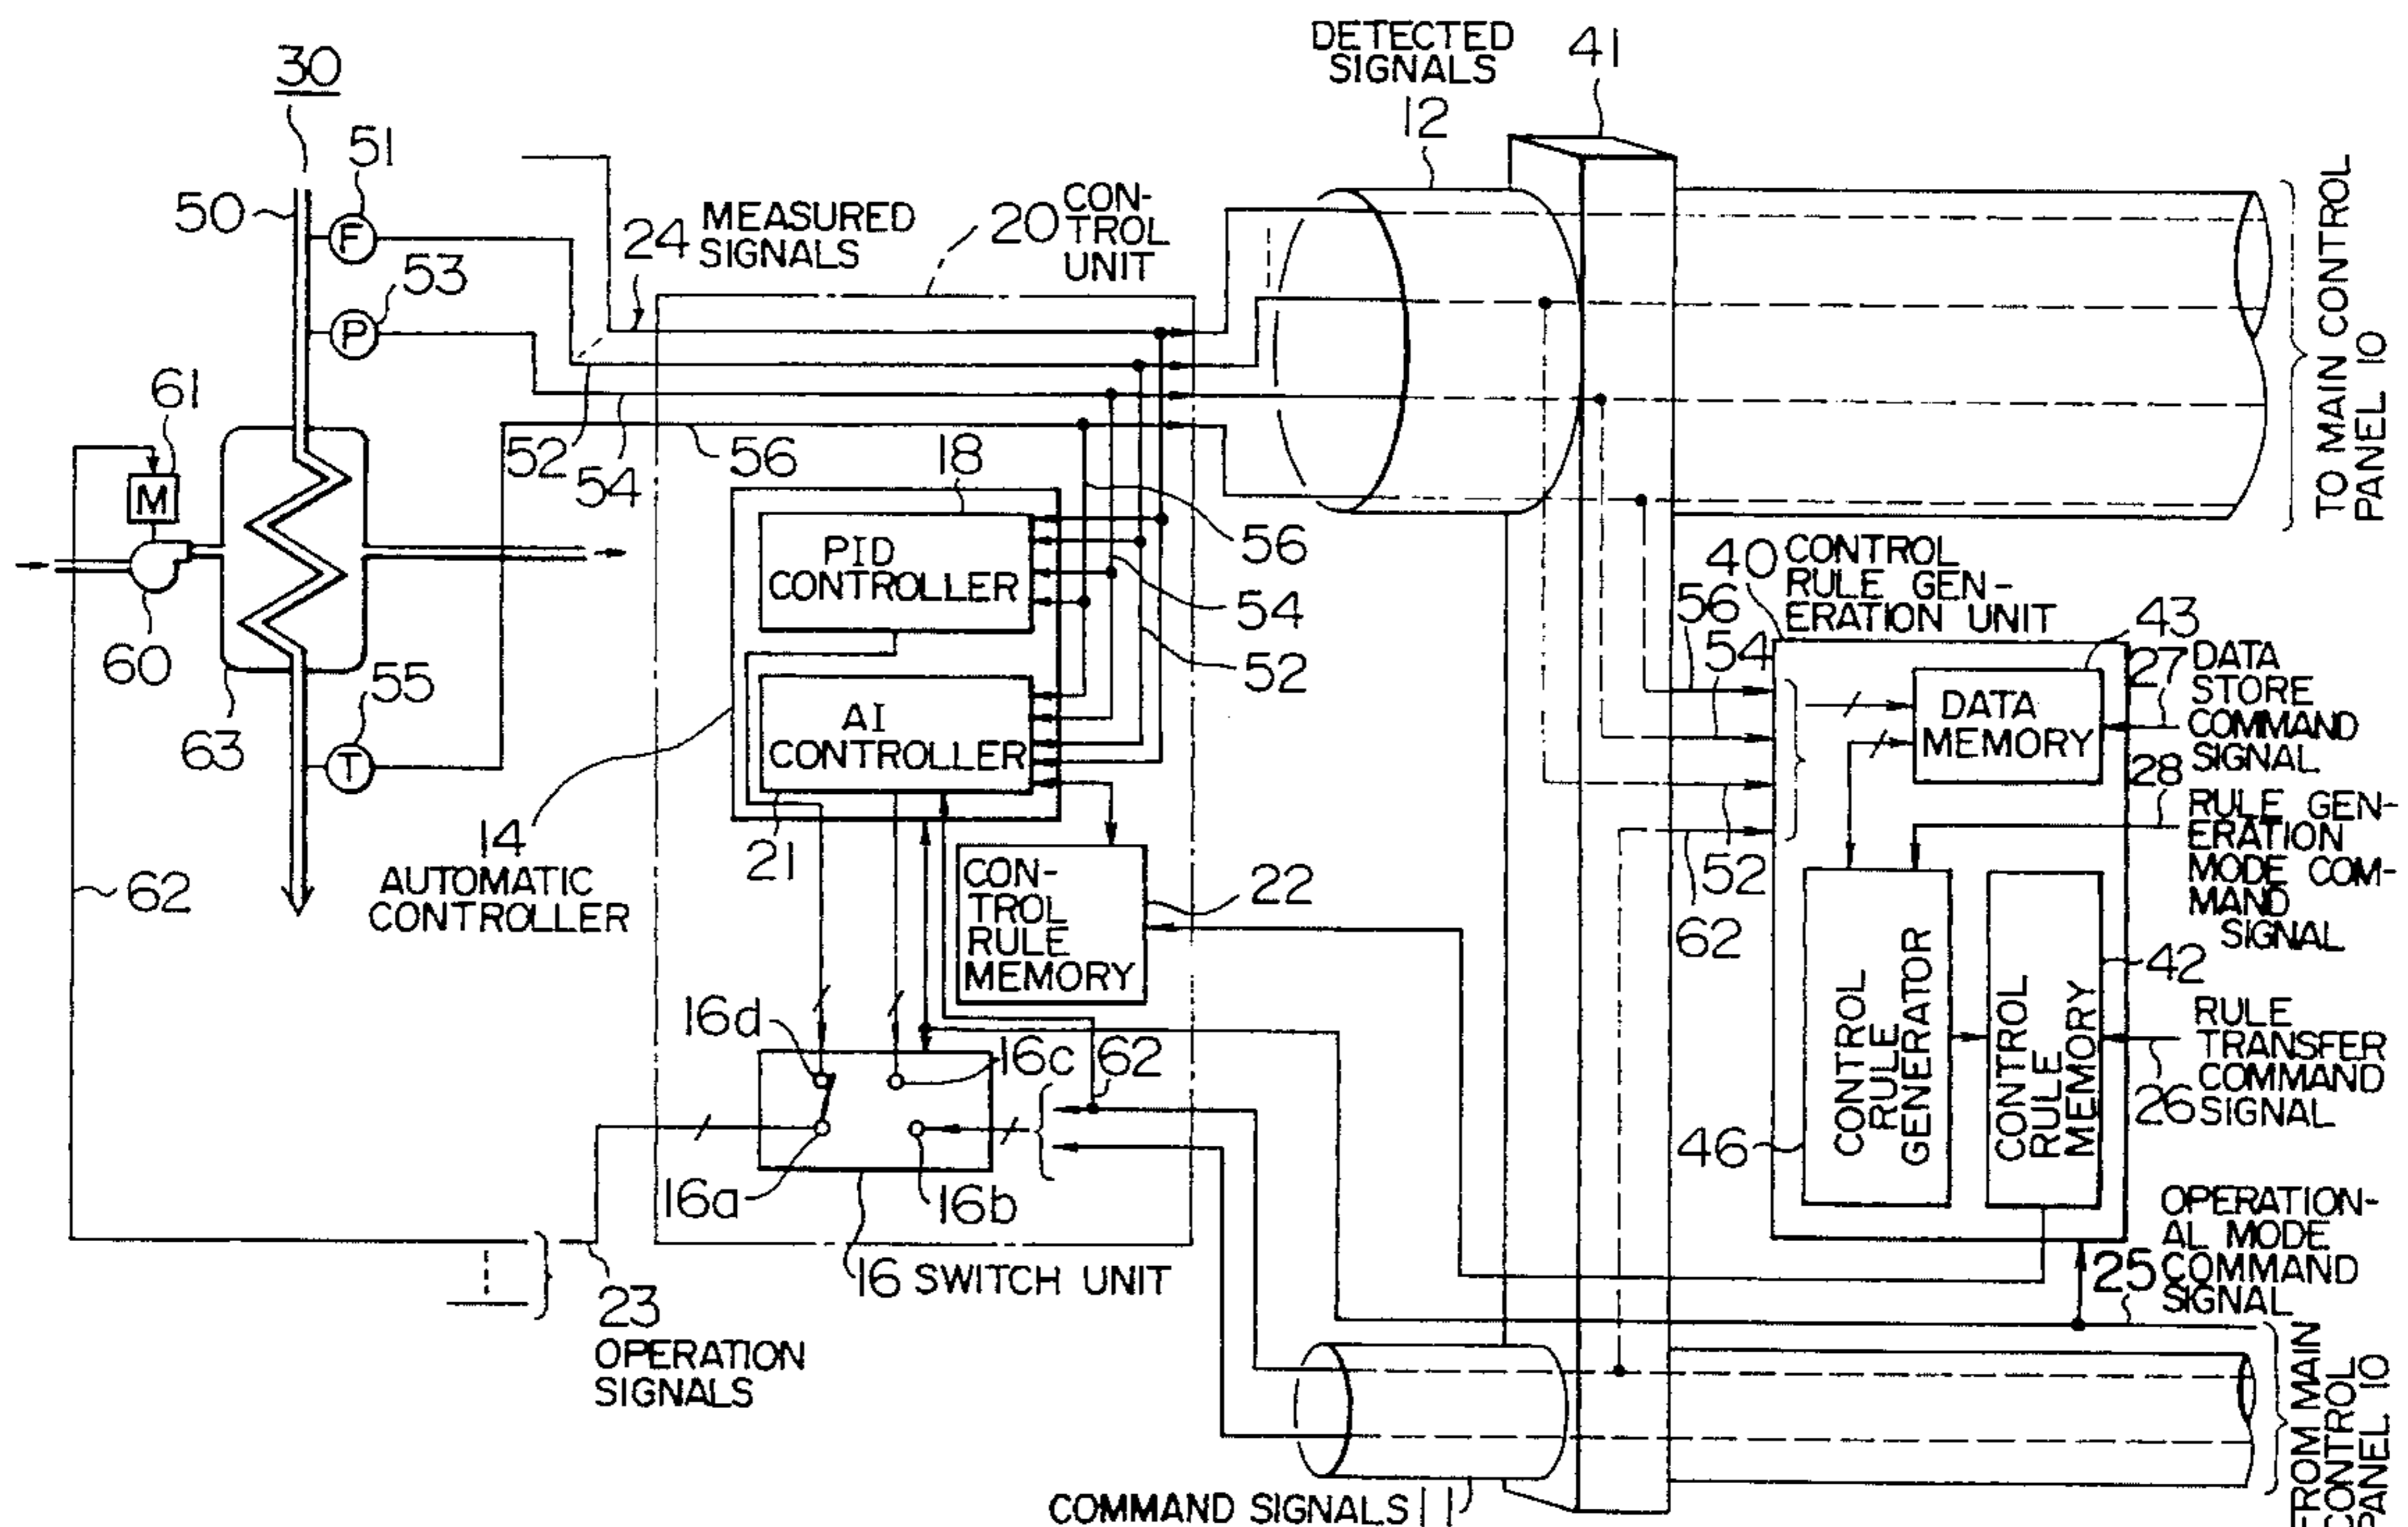 30
51
50
F
53
P
61
M
60
63
55
T
62
24 MEASURED
SIGNALS
20 CON-
TROL
UNIT
DETECTED
SIGNALS
12
41
TO MAIN CONTROL
PANEL 10
52
54
56
18
PID
CONTROLLER
56
54
52
AI
CONTROLLER
14
AUTOMATIC
CONTROLLER
21
CON-
TROL
RULE
MEMORY
22
16d
16c
62
16a
16b
16 SWITCH UNIT
23
OPERATION
SIGNALS
40 CONTROL
RULE GEN-
ERATION UNIT
56
54
52
62
43
DATA
MEMORY
27 DATA
STORE
COMMAND
SIGNAL
28
RULE GEN-
ERATION
MODE COM-
MAND
SIGNAL
CONTROL
RULE
GENERATOR
46
CONTROL
RULE
MEMORY
42
RULE
TRANSFER
COMMAND
26 SIGNAL
OPERATION-
AL MODE
25 COMMAND
SIGNAL
COMMAND SIGNALS 11
FROM MAIN
CONTROL
PANEL 10